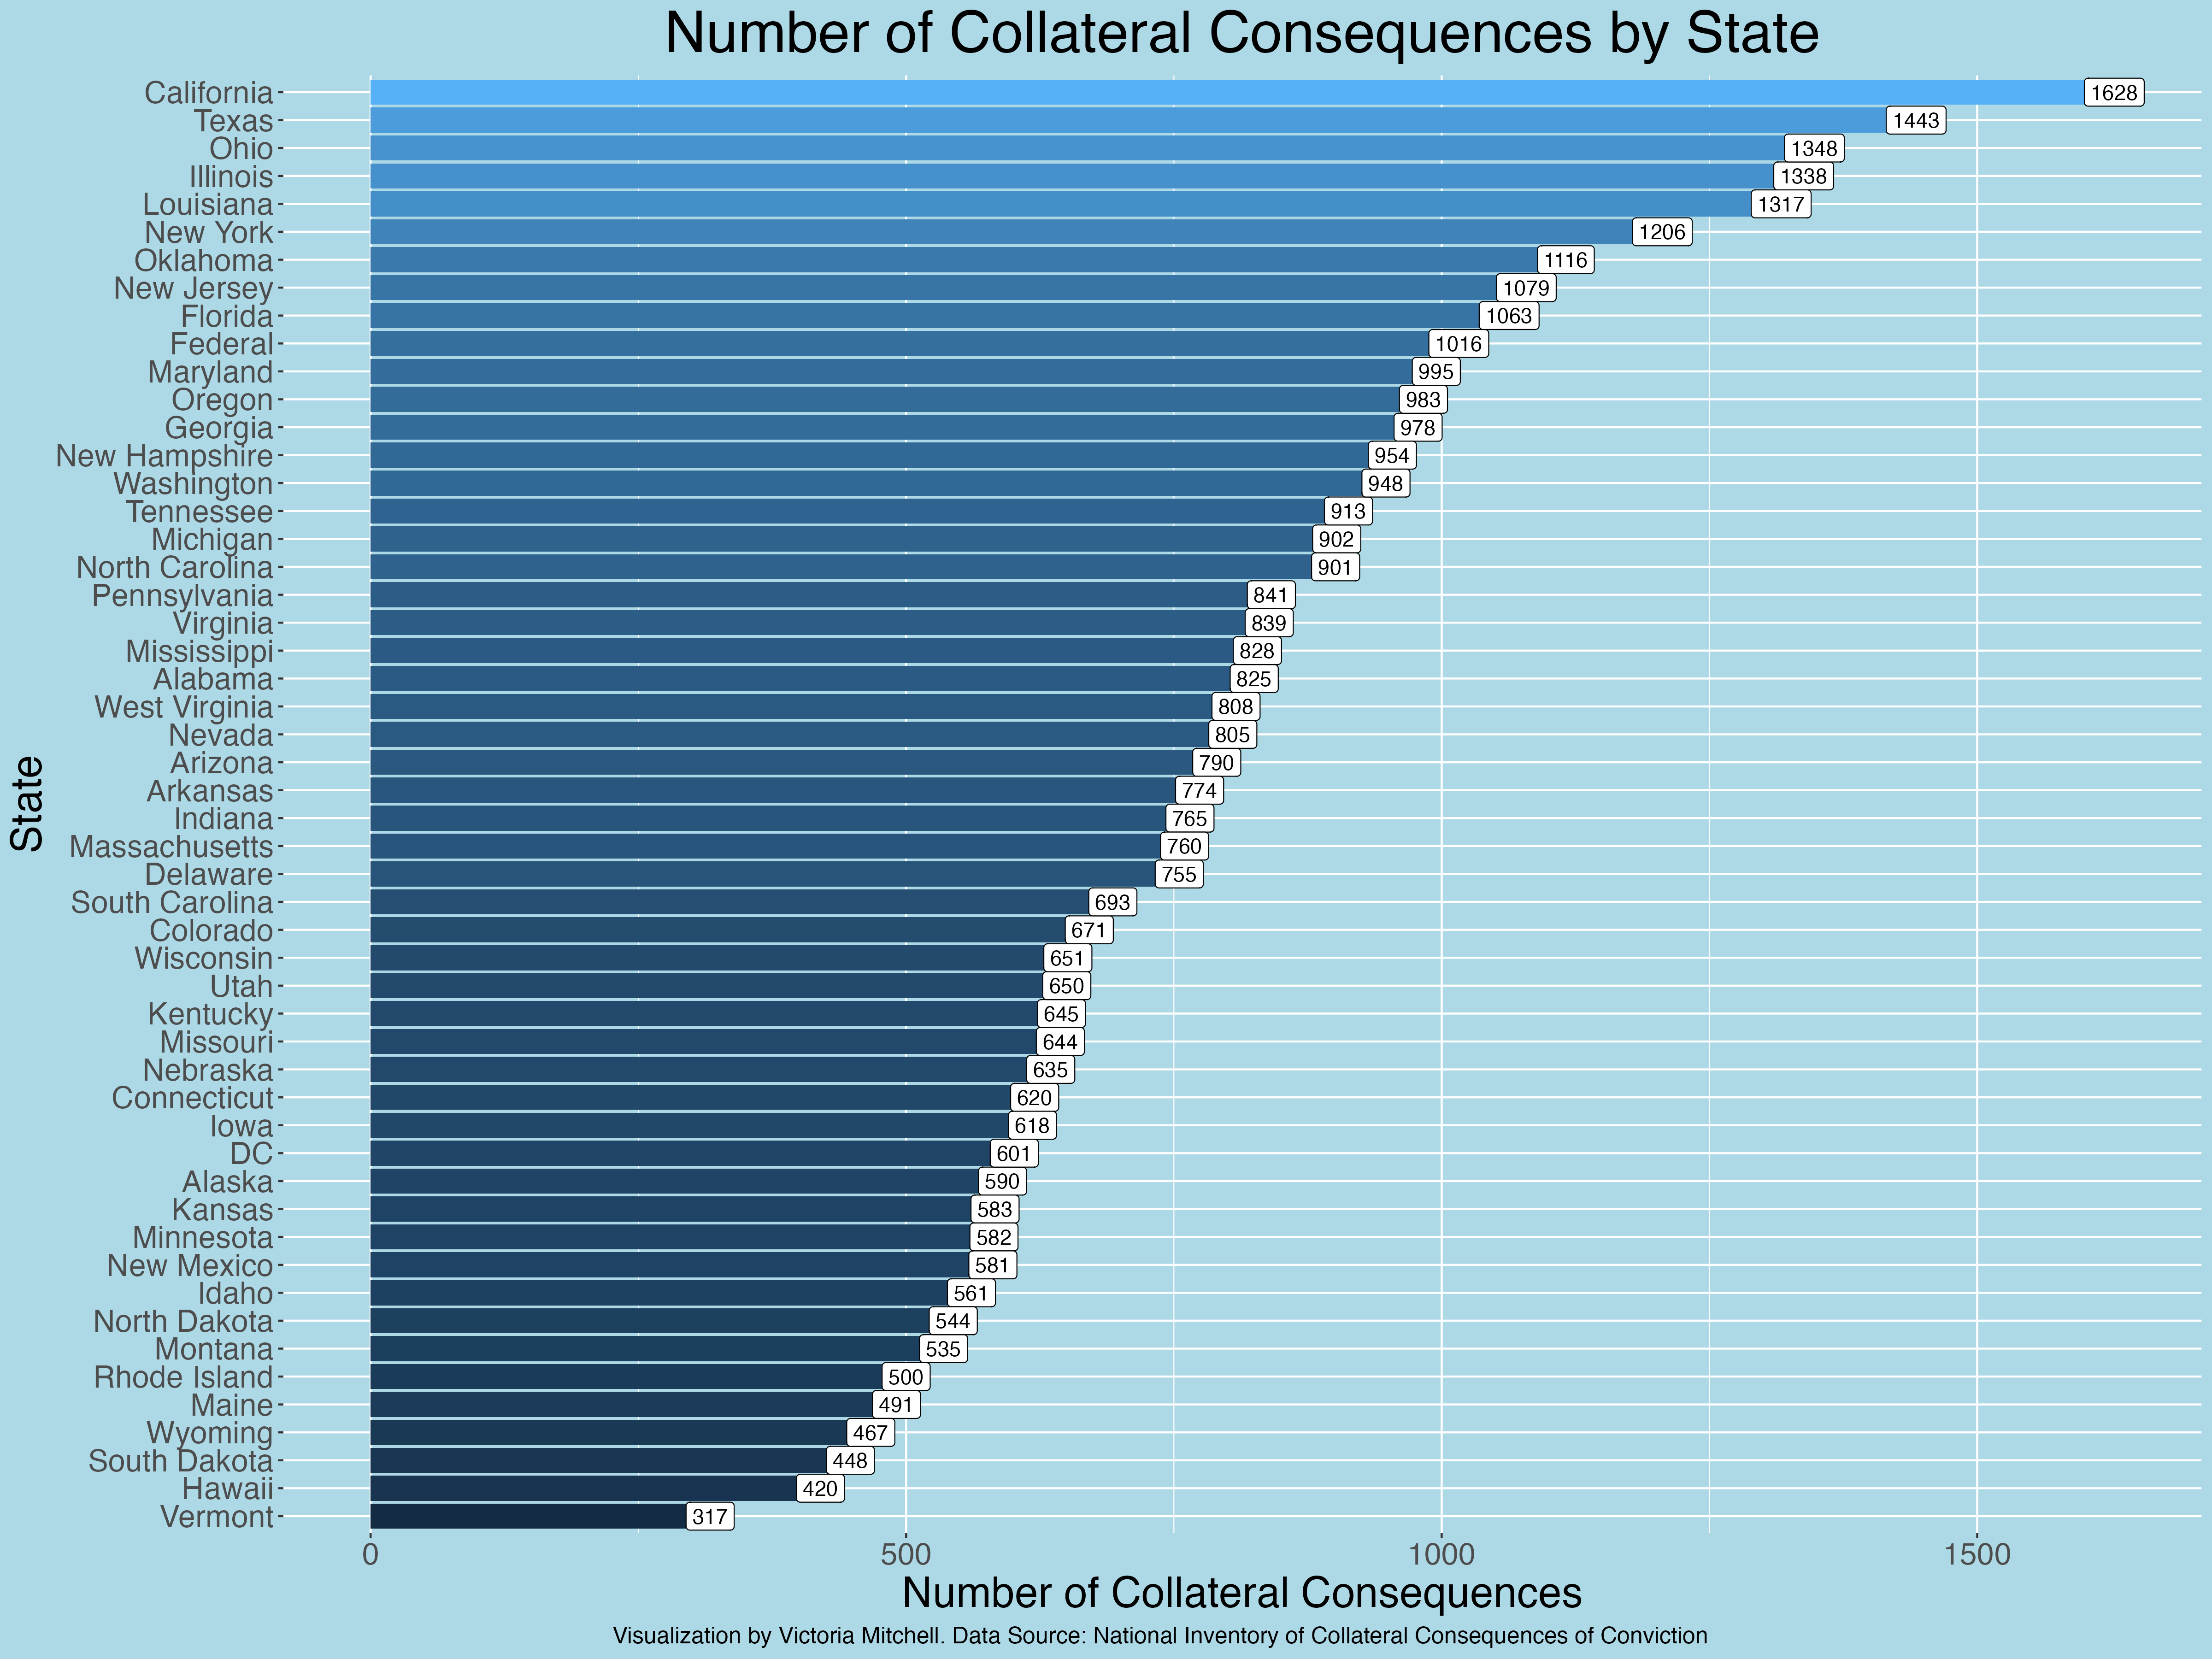 Number of Collateral Consequences by State
California 1628
Texas 1443
Ohio 1348
Illinois 1338
Louisiana 1317
New York 1206
Oklahoma 1116
New Jersey 1079
Florida 1063
Federal 1016
Maryland 995
Oregon 983
Georgia 978
New Hampshire 954
Washington 948
Tennessee 913
Michigan 902
North Carolina 901
Pennsylvania 841
Virginia 839
Mississippi 828
Alabama 825
West Virginia 808
Nevada 805
Arizona 790
Arkansas 774
Indiana 765
Massachusetts 760
Delaware 755
South Carolina 693
Colorado 671
Wisconsin 651
Utah 650
Kentucky 645
Missouri 644
Nebraska 635
Connecticut 620
Iowa 618
DC 601
Alaska 590
Kansas 583
Minnesota 582
New Mexico 581
Idaho 561
North Dakota 544
Montana 535
Rhode Island 500
Maine 491
Wyoming 467
South Dakota 448
Hawaii 420
Vermont 317
State
0 500 1000 1500
Number of Collateral Consequences
Visualization by Victoria Mitchell. Data Source: National Inventory of Collateral Consequences of Conviction